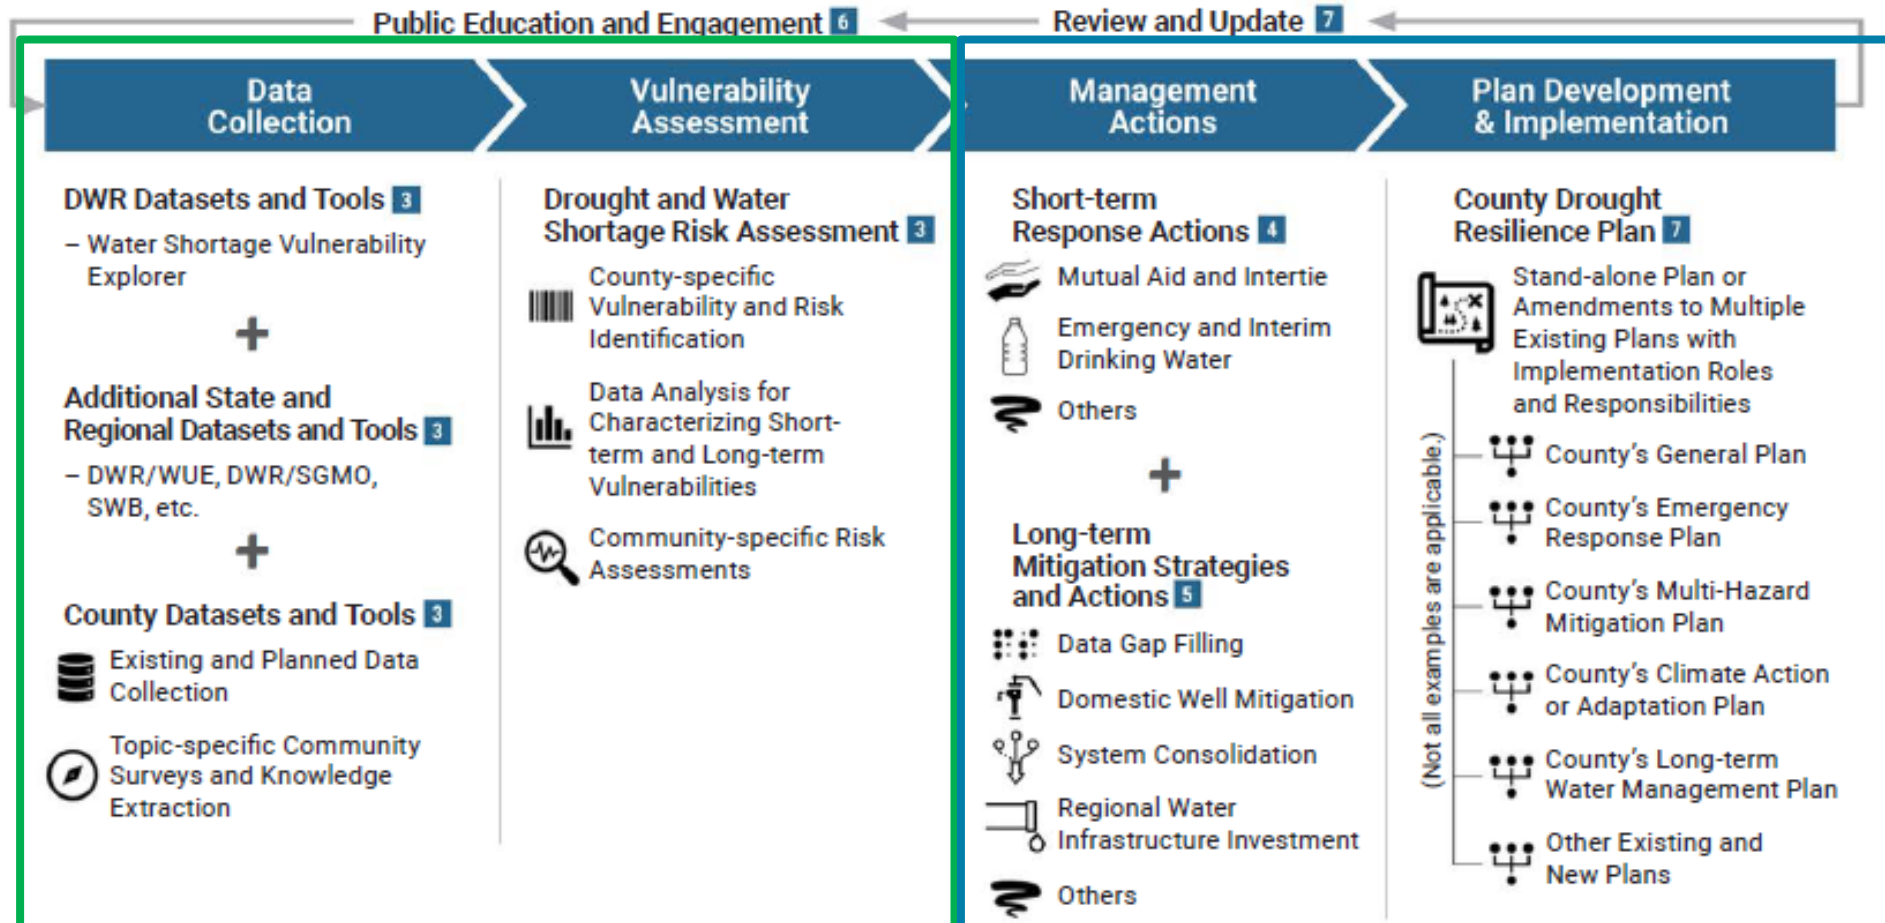 Public Education and Engagement 6
Review and Update 7
Data
Collection
Vulnerability
Assessment
Management
Actions
Plan Development
& Implementation
DWR Datasets and Tools 3
– Water Shortage Vulnerability
Explorer
+
Additional State and
Regional Datasets and Tools 3
– DWR/WUE, DWR/SGMO,
SWB, etc.
+
County Datasets and Tools 3
Existing and Planned Data
Collection
Topic-specific Community
Surveys and Knowledge
Extraction
Drought and Water
Shortage Risk Assessment 3
County-specific
Vulnerability and Risk
Identification
Data Analysis for
Characterizing Short-
term and Long-term
Vulnerabilities
Community-specific Risk
Assessments
Short-term
Response Actions 4
Mutual Aid and Intertie
Emergency and Interim
Drinking Water
Others
+
Long-term
Mitigation Strategies
and Actions 5
Data Gap Filling
Domestic Well Mitigation
System Consolidation
Regional Water
Infrastructure Investment
Others
County Drought
Resilience Plan 7
Stand-alone Plan or
Amendments to Multiple
Existing Plans with
Implementation Roles
and Responsibilities
(Not all examples are applicable.)
County's General Plan
County's Emergency
Response Plan
County's Multi-Hazard
Mitigation Plan
County's Climate Action
or Adaptation Plan
County's Long-term
Water Management Plan
Other Existing and
New Plans